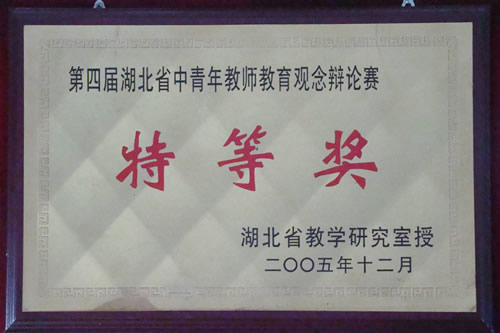 第四届湖北省中青年教师教育观念辩论赛
特等奖
湖北省教学研究室授
二〇〇五年十二月